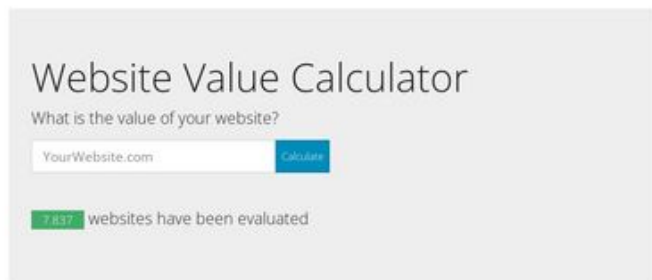 Website Value Calculator
What is the value of your website?
YourWebsite.com Calculate
7.837 websites have been evaluated